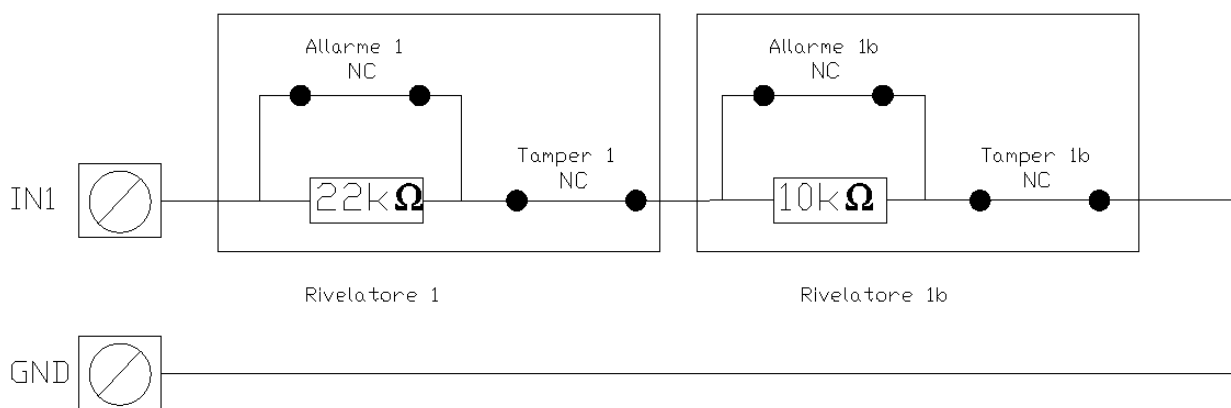 Allarme 1
NC
Allarme 1b
NC
Tamper 1
NC
Tamper 1b
NC
IN1
22kΩ
10kΩ
Rivelatore 1
Rivelatore 1b
GND